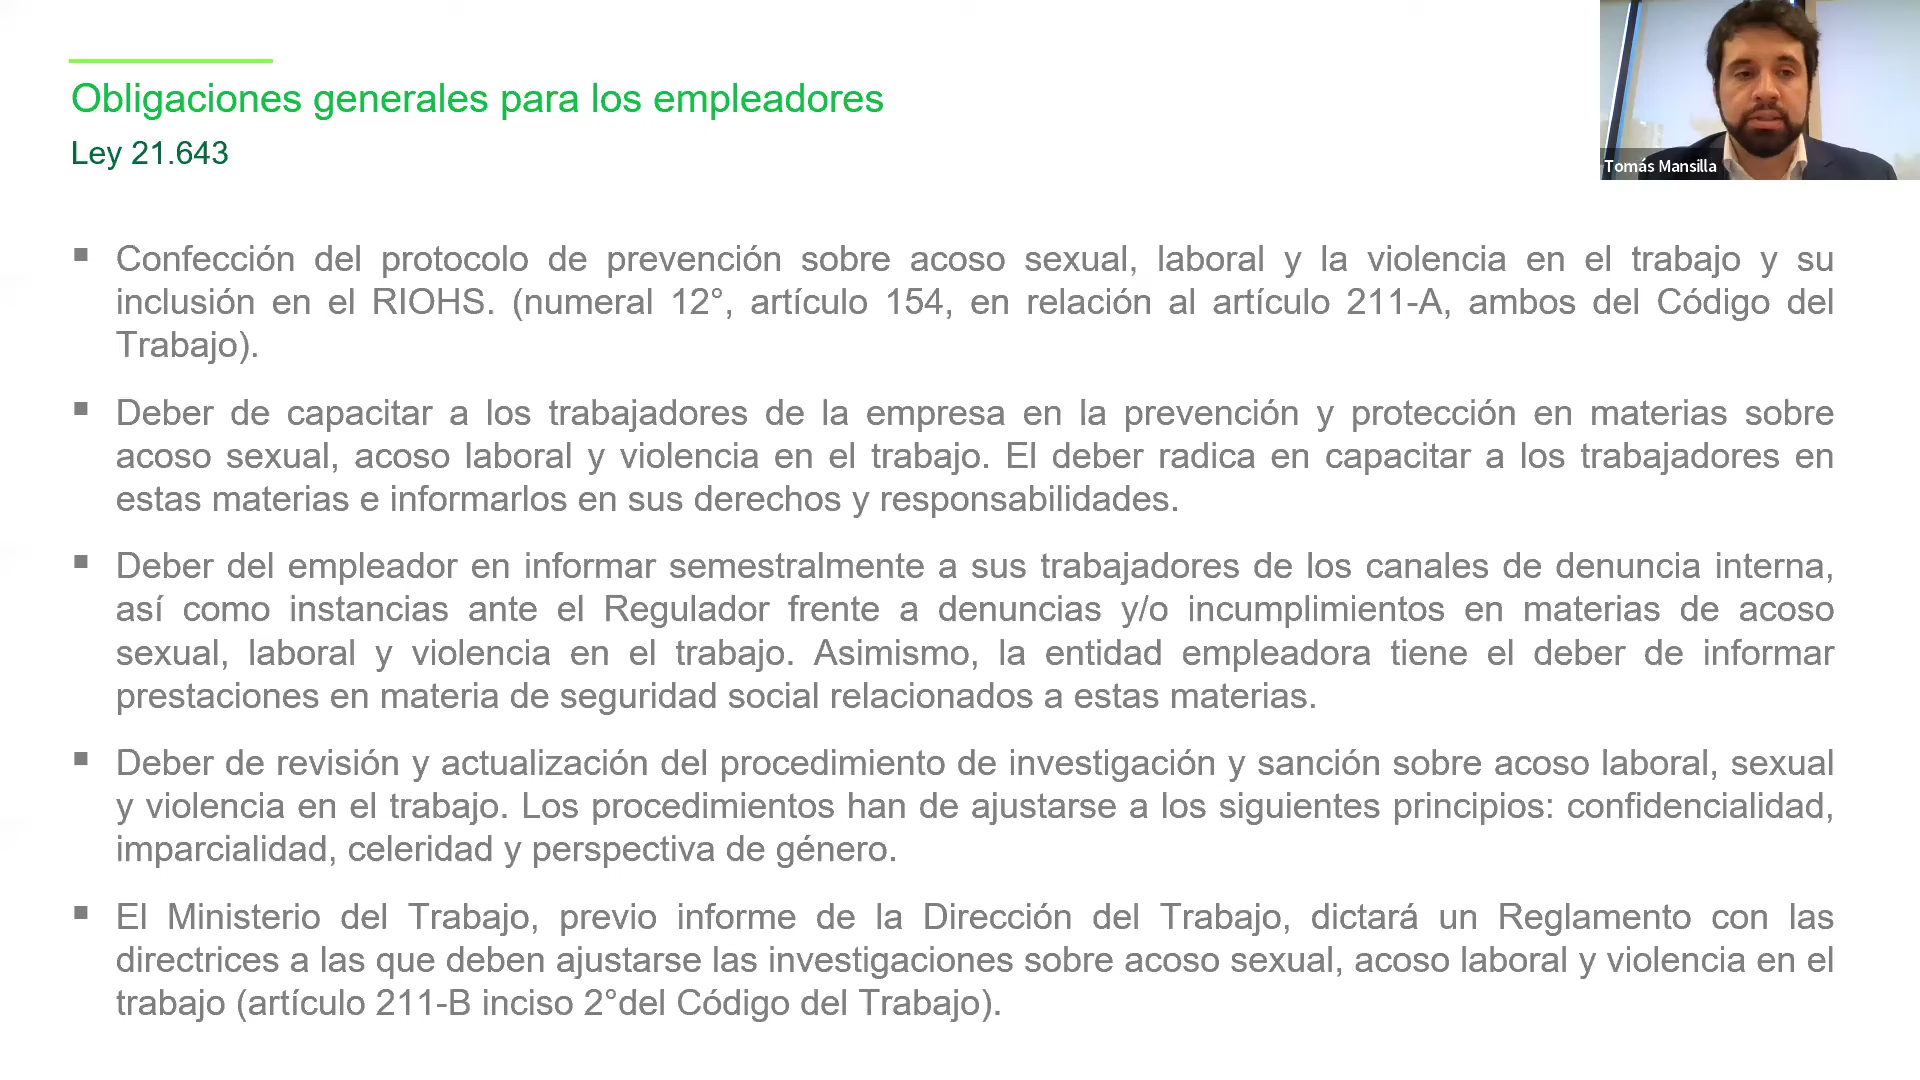 Obligaciones generales para los empleadores
Ley 21.643
Tomás Mansilla
▪ Confección del protocolo de prevención sobre acoso sexual, laboral y la violencia en el trabajo y su
inclusión en el RIOHS. (numeral 12°, artículo 154, en relación al artículo 211-A, ambos del Código del
Trabajo).
▪ Deber de capacitar a los trabajadores de la empresa en la prevención y protección en materias sobre
acoso sexual, acoso laboral y violencia en el trabajo. El deber radica en capacitar a los trabajadores en
estas materias e informarlos en sus derechos y responsabilidades.
▪ Deber del empleador en informar semestralmente a sus trabajadores de los canales de denuncia interna,
así como instancias ante el Regulador frente a denuncias y/o incumplimientos en materias de acoso
sexual, laboral y violencia en el trabajo. Asimismo, la entidad empleadora tiene el deber de informar
prestaciones en materia de seguridad social relacionados a estas materias.
▪ Deber de revisión y actualización del procedimiento de investigación y sanción sobre acoso laboral, sexual
y violencia en el trabajo. Los procedimientos han de ajustarse a los siguientes principios: confidencialidad,
imparcialidad, celeridad y perspectiva de género.
▪ El Ministerio del Trabajo, previo informe de la Dirección del Trabajo, dictará un Reglamento con las
directrices a las que deben ajustarse las investigaciones sobre acoso sexual, acoso laboral y violencia en el
trabajo (artículo 211-B inciso 2°del Código del Trabajo).